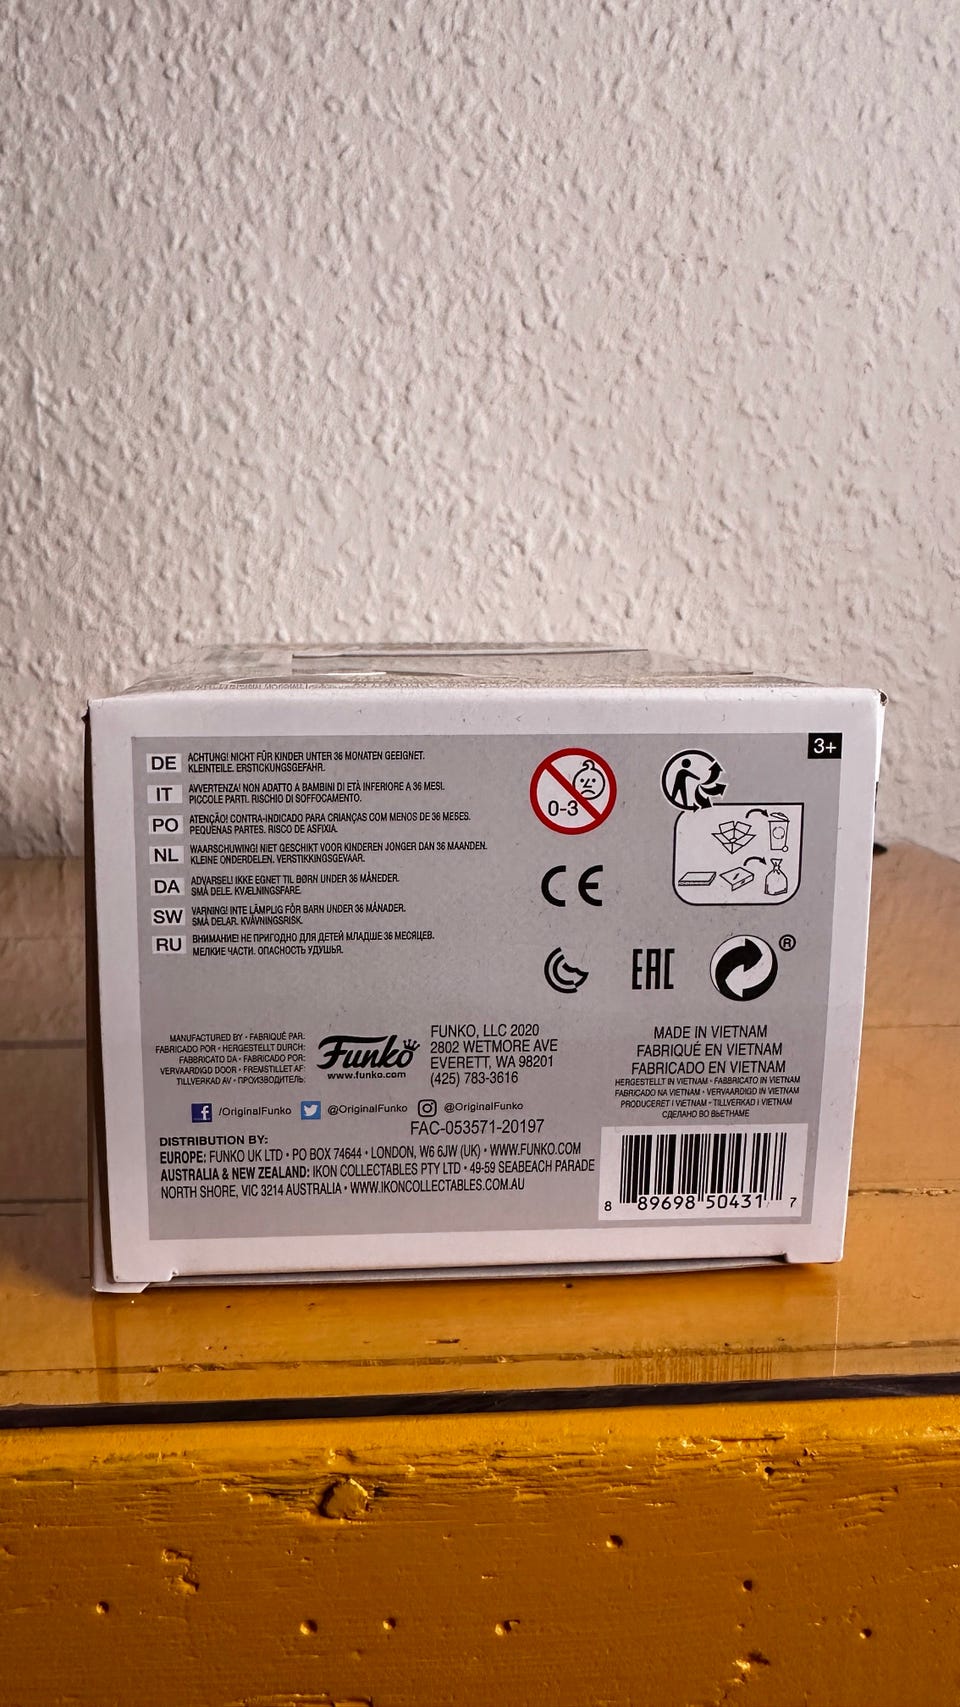 3+
DE ACHTUNG! NICHT FÜR KINDER UNTER 36 MONATEN GEEIGNET.
KLEINTEILE. ERSTICKUNGSGEFAHR.
IT AVVERTENZA! NON ADATTO A BAMBINI DI ETÀ INFERIORE A 36 MESI.
PICCOLE PARTI. RISCHIO DI SOFFOCAMENTO.
PO ATENÇÃO! CONTRA-INDICADO PARA CRIANÇAS COM MENOS DE 36 MESES.
PEQUENAS PARTES. RISCO DE ASFIXIA.
NL WAARSCHUWING! NIET GESCHIKT VOOR KINDEREN JONGER DAN 36 MAANDEN.
KLEINE ONDERDELEN. VERSTIKKINGSGEVAAR.
DA ADVARSEL! IKKE EGNET TIL BØRN UNDER 36 MÅNEDER.
SMÅ DELE. KVÆLNINGSFARE.
SW VARNING! INTE LÄMPLIG FÖR BARN UNDER 36 MÅNADER.
SMÅ DELAR. KVÄVNINGSRISK.
RU ВНИМАНИЕ! НЕ ПРИГОДНО ДЛЯ ДЕТЕЙ МЛАДШЕ 36 МЕСЯЦЕВ.
МЕЛКИЕ ЧАСТИ. ОПАСНОСТЬ УДУШЬЯ.
0-3
CE
EAC
®
MANUFACTURED BY • FABRIQUÉ PAR:
FABRICADO POR • HERGESTELLT DURCH:
FABBRICATO DA • FABRICADO POR:
VERVAARDIGD DOOR • FREMSTILLET AF:
TILLVERKAD AV • ПРОИЗВОДИТЕЛЬ:
Funko
www.funko.com
FUNKO, LLC 2020
2802 WETMORE AVE
EVERETT, WA 98201
(425) 783-3616
MADE IN VIETNAM
FABRIQUÉ EN VIETNAM
FABRICADO EN VIETNAM
HERGESTELLT IN VIETNAM • FABBRICATO IN VIETNAM
FABRICADO NA VIETNAM • VERVAARDIGD IN VIETNAM
PRODUCERET I VIETNAM • TILLVERKAD I VIETNAM
СДЕЛАНО ВО ВЬЕТНАМЕ
/OriginalFunko @OriginalFunko @OriginalFunko
FAC-053571-20197
DISTRIBUTION BY:
EUROPE: FUNKO UK LTD • PO BOX 74644 • LONDON, W6 6JW (UK) • WWW.FUNKO.COM
AUSTRALIA & NEW ZEALAND: IKON COLLECTABLES PTY LTD • 49-59 SEABEACH PARADE
NORTH SHORE, VIC 3214 AUSTRALIA • WWW.IKONCOLLECTABLES.COM.AU
8 89698 50431 7